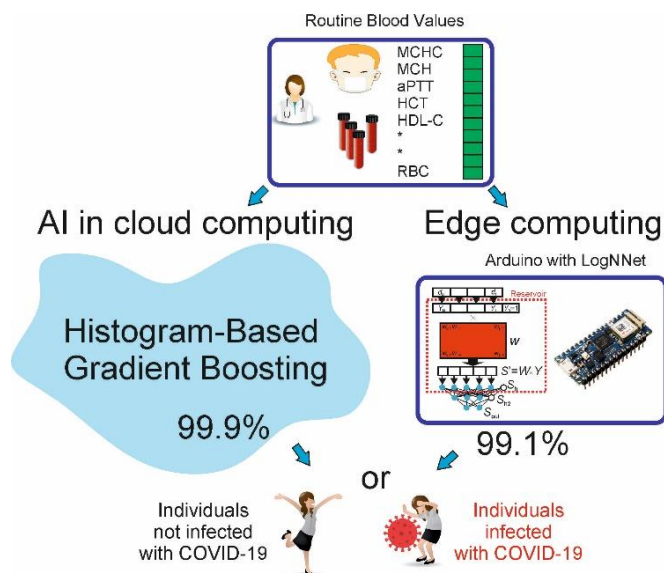 Routine Blood Values
MCHC
MCH
aPTT
HCT
HDL-C
*
*
RBC
AI in cloud computing
Edge computing
Arduino with LogNNet
Histogram-Based
Gradient Boosting
99.9%
Reservoir
W
S'=W·Y
99.1%
or
Individuals
not infected
with COVID-19
Individuals
infected
with COVID-19